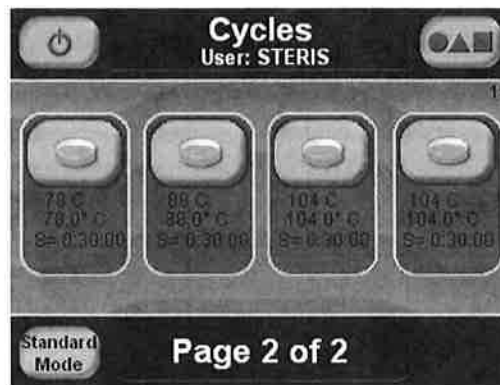 Cycles
User: STERIS
1
78 C
78.0° C
S= 0:30:00
88 C
88.0° C
S= 0:30:00
104 C
104.0° C
S= 0:30:00
104 C
104.0° C
S= 0:30:00
Standard
Mode
Page 2 of 2